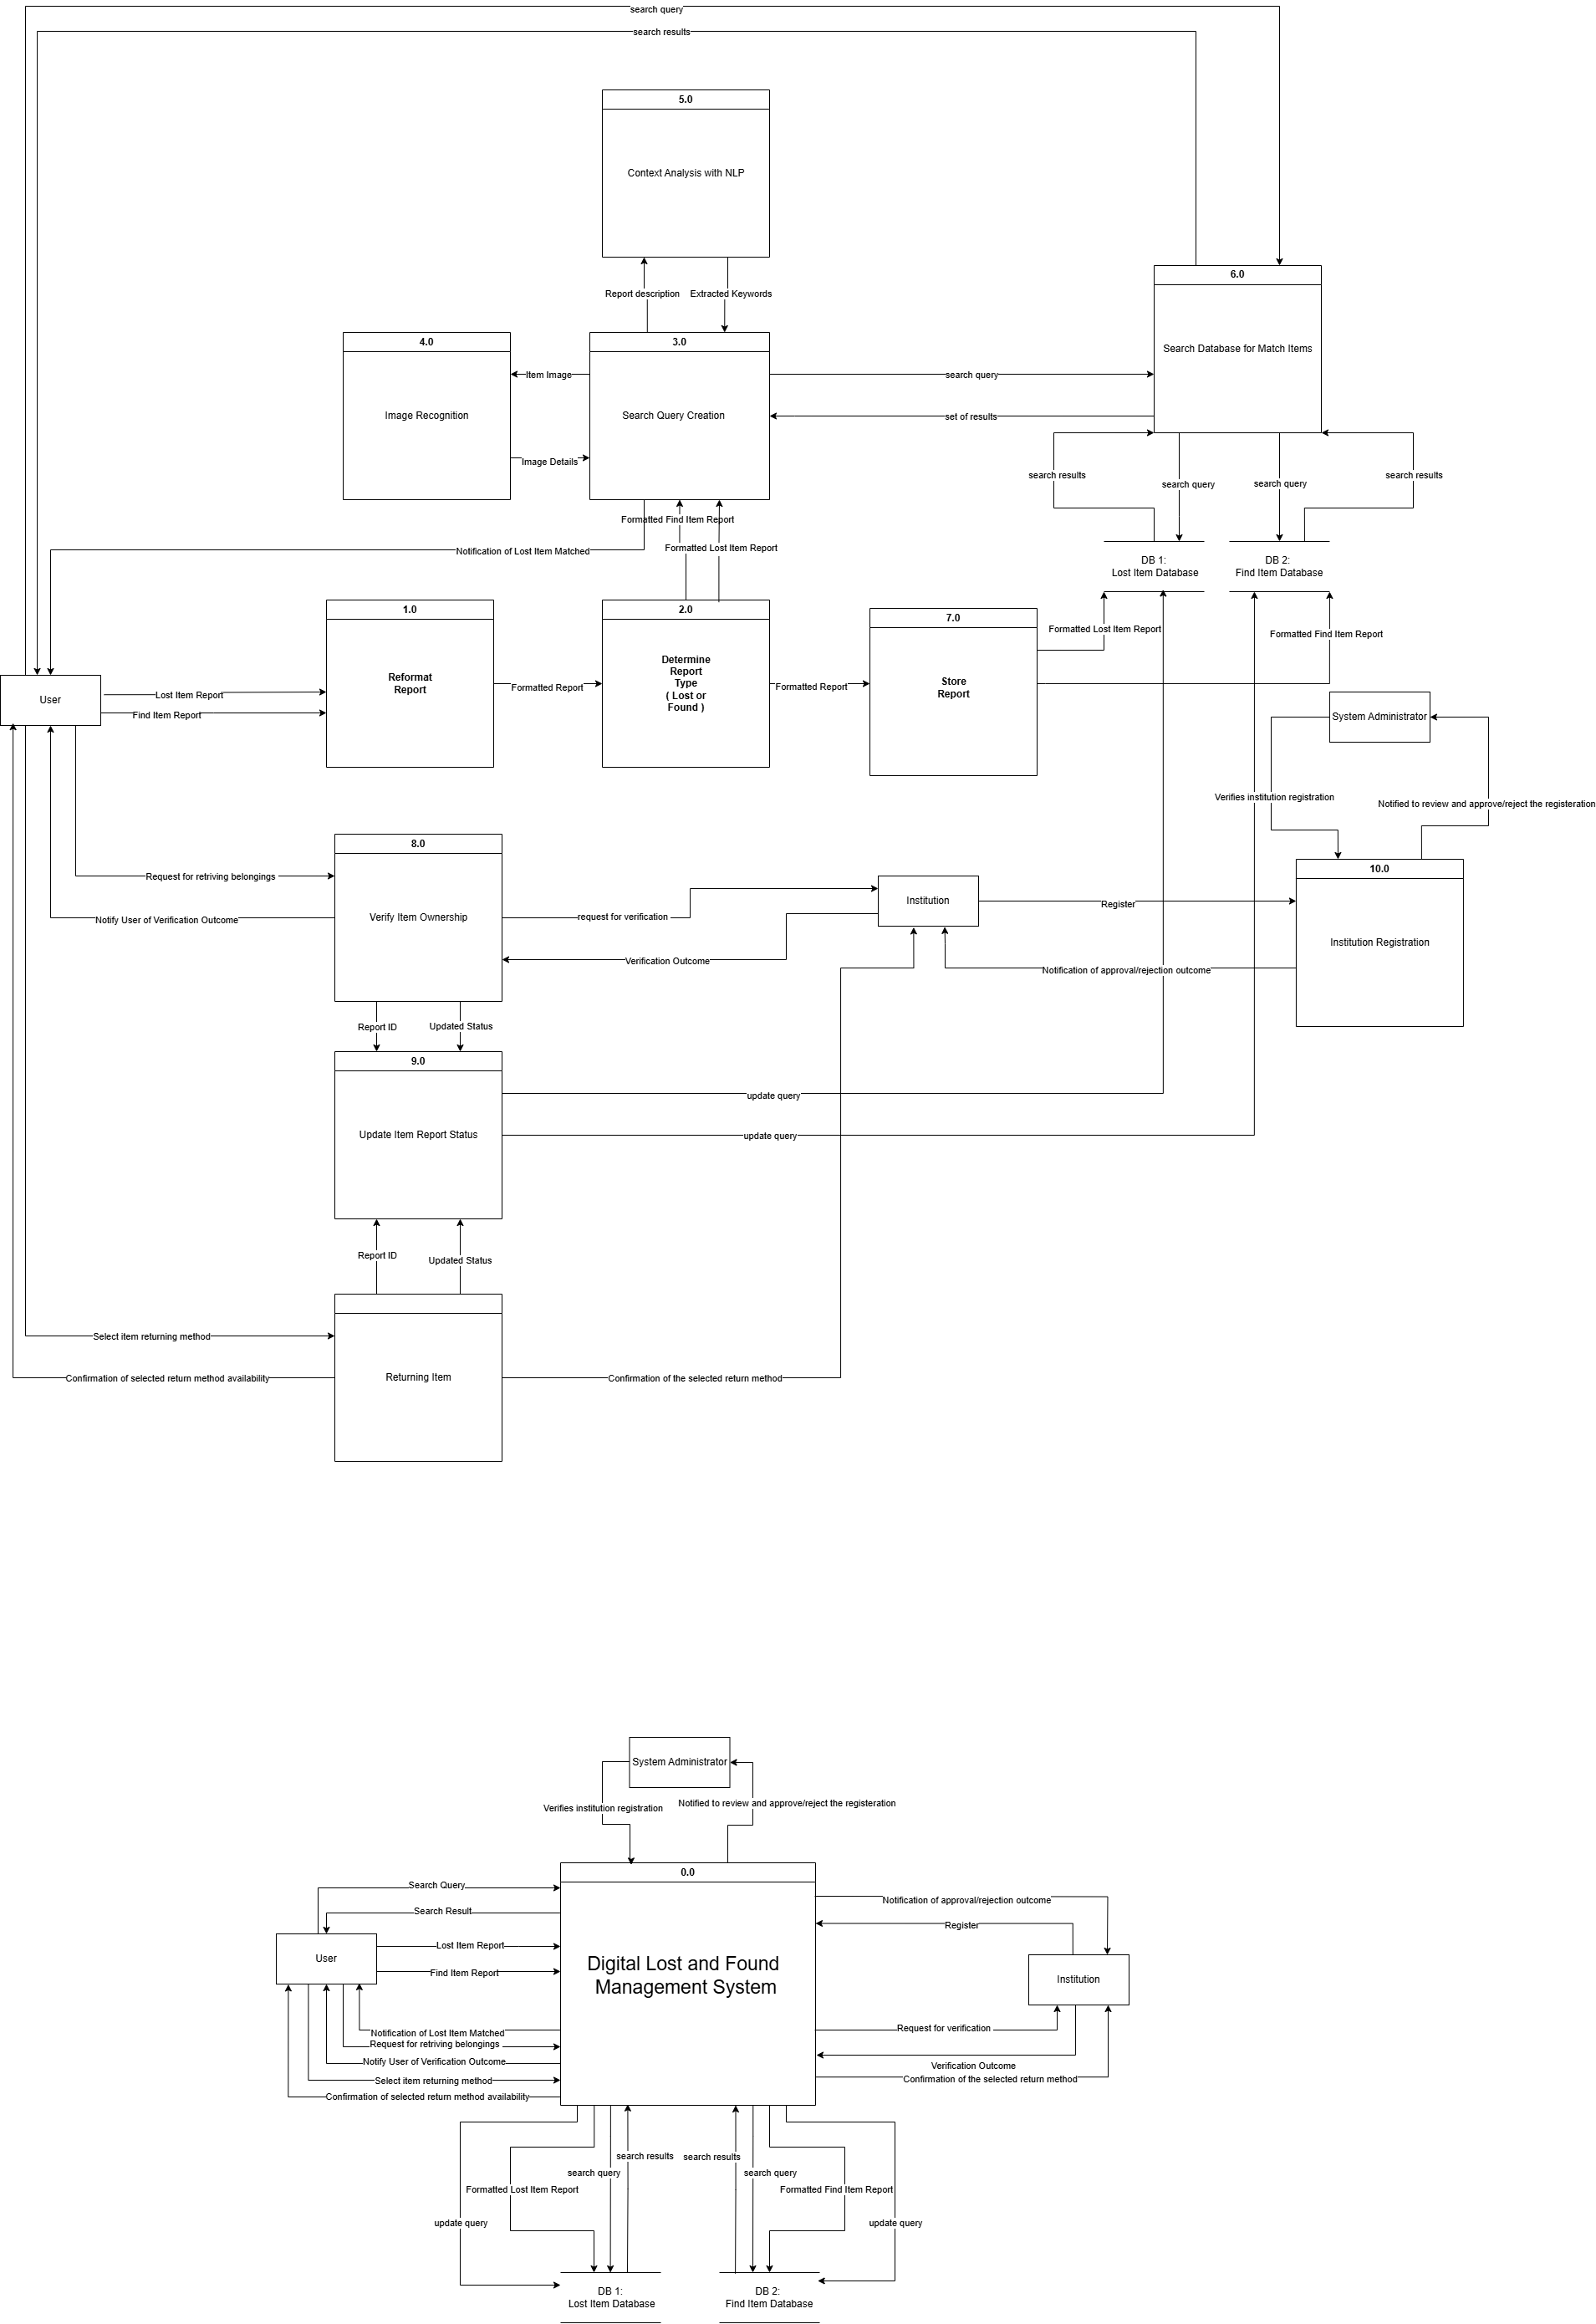 search query
search results
5.0
Context Analysis with NLP
6.0
Search Database for Match Items
Report description
Extracted Keywords
4.0
Image Recognition
3.0
Search Query Creation
Item Image
Image Details
search query
set of results
search results
search query
search query
search results
Formatted Find Item Report
Formatted Lost Item Report
Notification of Lost Item Matched
DB 1:
Lost Item Database
DB 2:
Find Item Database
1.0
Reformat
Report
2.0
Determine
Report
Type
( Lost or
Found )
7.0
Store
Report
Formatted Lost Item Report
Formatted Find Item Report
User
Lost Item Report
Find Item Report
Formatted Report
Formatted Report
System Administrator
Verifies institution registration
Notified to review and approve/reject the registeration
8.0
Verify Item Ownership
Request for retriving belongings
Notify User of Verification Outcome
request for verification
Verification Outcome
Institution
Register
Notification of approval/rejection outcome
10.0
Institution Registration
Report ID
Updated Status
9.0
Update Item Report Status
update query
update query
Report ID
Updated Status
Returning Item
Select item returning method
Confirmation of selected return method availability
Confirmation of the selected return method
System Administrator
Verifies institution registration
Notified to review and approve/reject the registeration
0.0
Digital Lost and Found
Management System
Search Query
Search Result
User
Lost Item Report
Find Item Report
Notification of Lost Item Matched
Request for retriving belongings
Notify User of Verification Outcome
Select item returning method
Confirmation of selected return method availability
Notification of approval/rejection outcome
Register
Institution
Request for verification
Verification Outcome
Confirmation of the selected return method
search results
search results
search query
search query
Formatted Lost Item Report
Formatted Find Item Report
update query
update query
DB 1:
Lost Item Database
DB 2:
Find Item Database